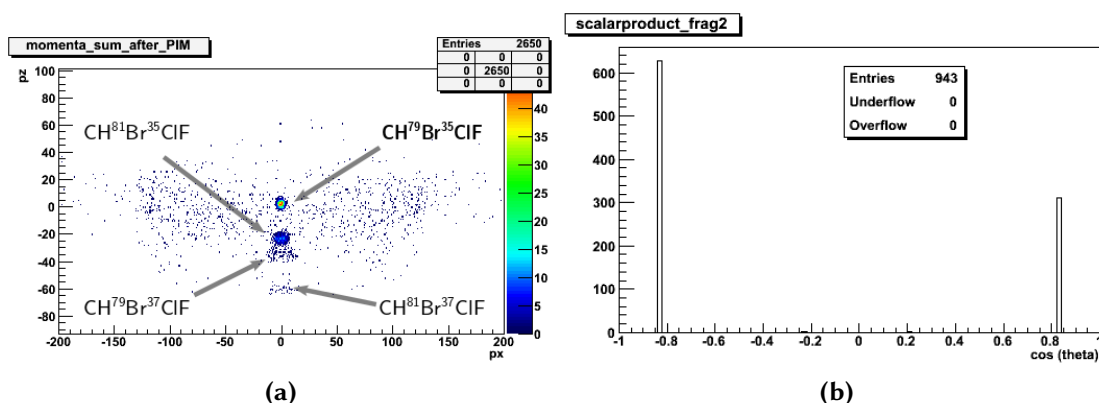 momenta_sum_after_PIM
Entries 2650
0 0 0
0 2650 0
0 0 0
pz
100
80
60
40
20
0
-20
-40
-60
-80
-200 -150 -100 -50 0 50 100 150 200
px
40
35
30
25
20
15
10
5
0
CH⁸¹Br³⁵ClF
CH⁷⁹Br³⁵ClF
CH⁷⁹Br³⁷ClF
CH⁸¹Br³⁷ClF
(a)
scalarproduct_frag2
Entries 943
Underflow 0
Overflow 0
600
500
400
300
200
100
0
-1 -0.8 -0.6 -0.4 -0.2 0 0.2 0.4 0.6 0.8 1
cos (theta)
(b)